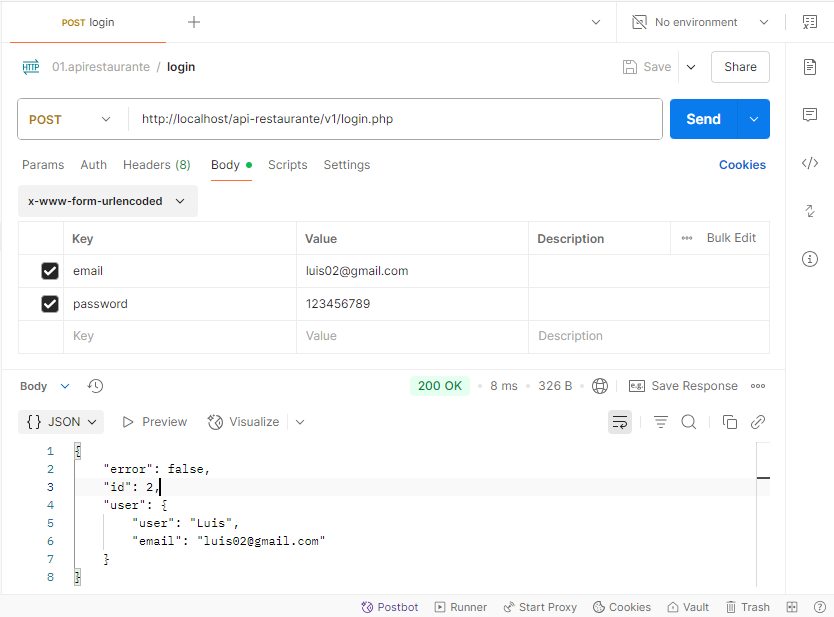 POST login
No environment
HTTP 01.apirestaurante / login
Save
Share
POST http://localhost/api-restaurante/v1/login.php
Send
Params Auth Headers (8) Body Scripts Settings
Cookies
x-www-form-urlencoded
Key Value Description Bulk Edit
email luis02@gmail.com
password 123456789
Key Value Description
Body 200 OK 8 ms 326 B e.g. Save Response
{} JSON Preview Visualize
1 {
2 "error": false,
3 "id": 2,
4 "user": {
5 "user": "Luis",
6 "email": "luis02@gmail.com"
7 }
8 }
Postbot Runner Start Proxy Cookies Vault Trash